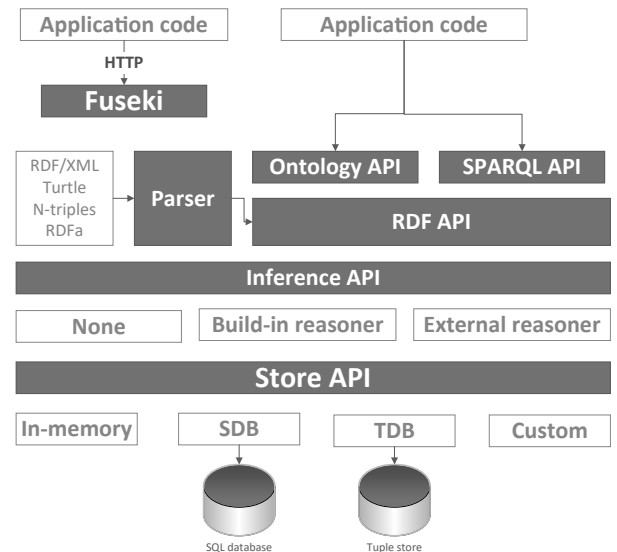 Application code
Application code
HTTP
Fuseki
RDF/XML
Turtle
N-triples
RDFa
Parser
Ontology API
SPARQL API
RDF API
Inference API
None
Build-in reasoner
External reasoner
Store API
In-memory
SDB
TDB
Custom
SQL database
Tuple store